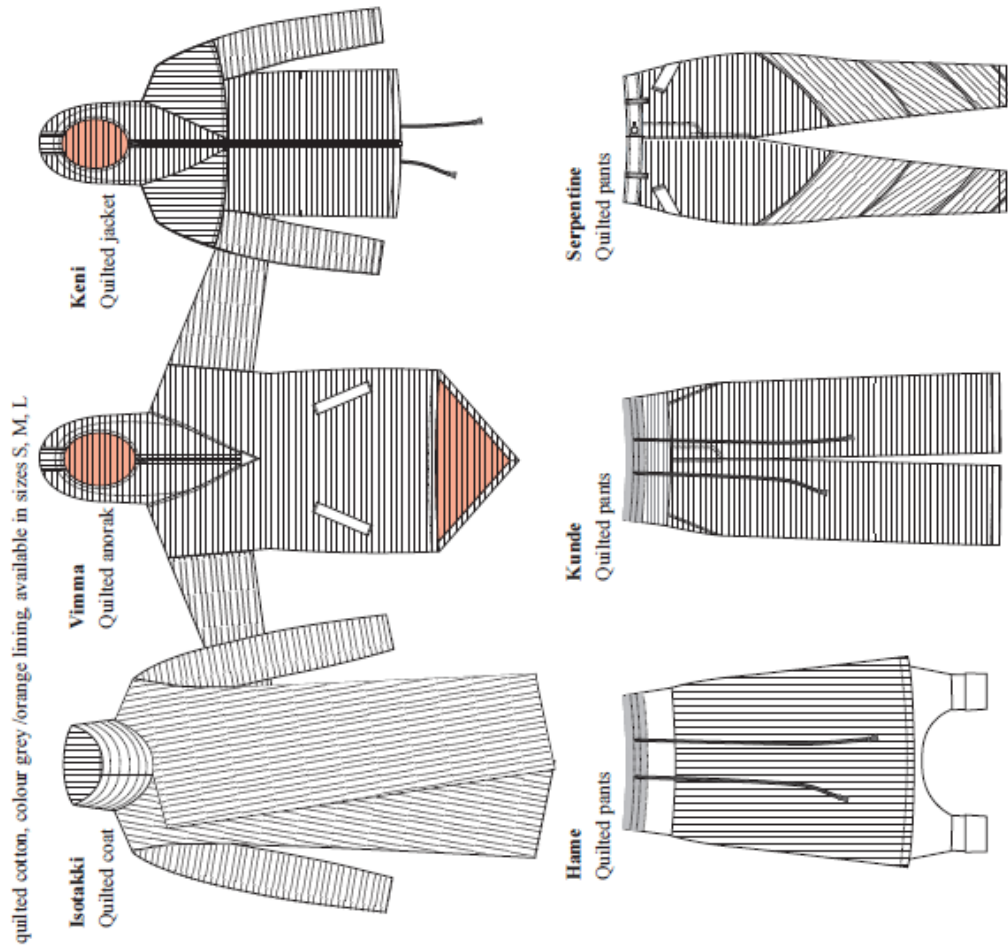 quilted cotton, colour grey /orange lining, available in sizes S, M, L
Isotakki
Quilted coat
Vimma
Quilted anorak
Keni
Quilted jacket
Hame
Quilted pants
Kunde
Quilted pants
Serpentine
Quilted pants